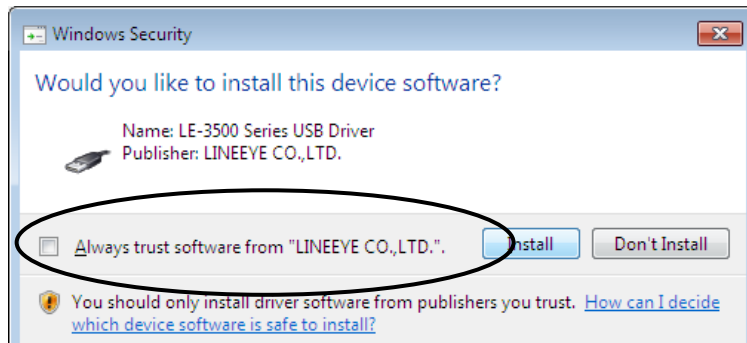 Windows Security
Would you like to install this device software?
Name: LE-3500 Series USB Driver
Publisher: LINEEYE CO.,LTD.
Always trust software from "LINEEYE CO.,LTD.". Install Don't Install
You should only install driver software from publishers you trust. How can I decide
which device software is safe to install?